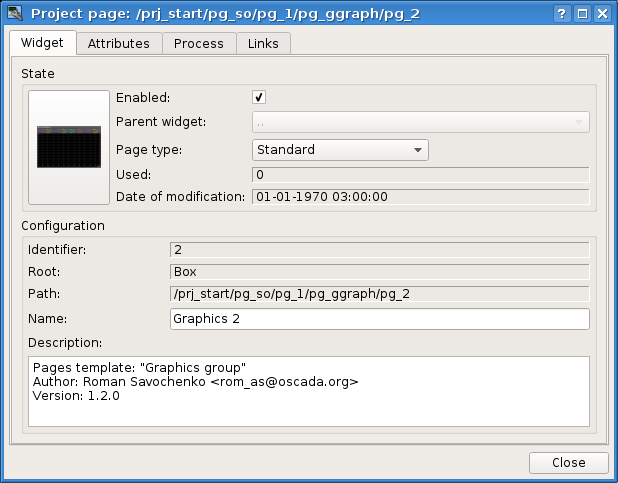 Project page: /prj_start/pg_so/pg_1/pg_ggraph/pg_2
Widget Attributes Process Links
State
Enabled:
Parent widget: ..
Page type: Standard
Used: 0
Date of modification: 01-01-1970 03:00:00
Configuration
Identifier: 2
Root: Box
Path: /prj_start/pg_so/pg_1/pg_ggraph/pg_2
Name: Graphics 2
Description:
Pages template: "Graphics group"
Author: Roman Savochenko <rom_as@oscada.org>
Version: 1.2.0
Close